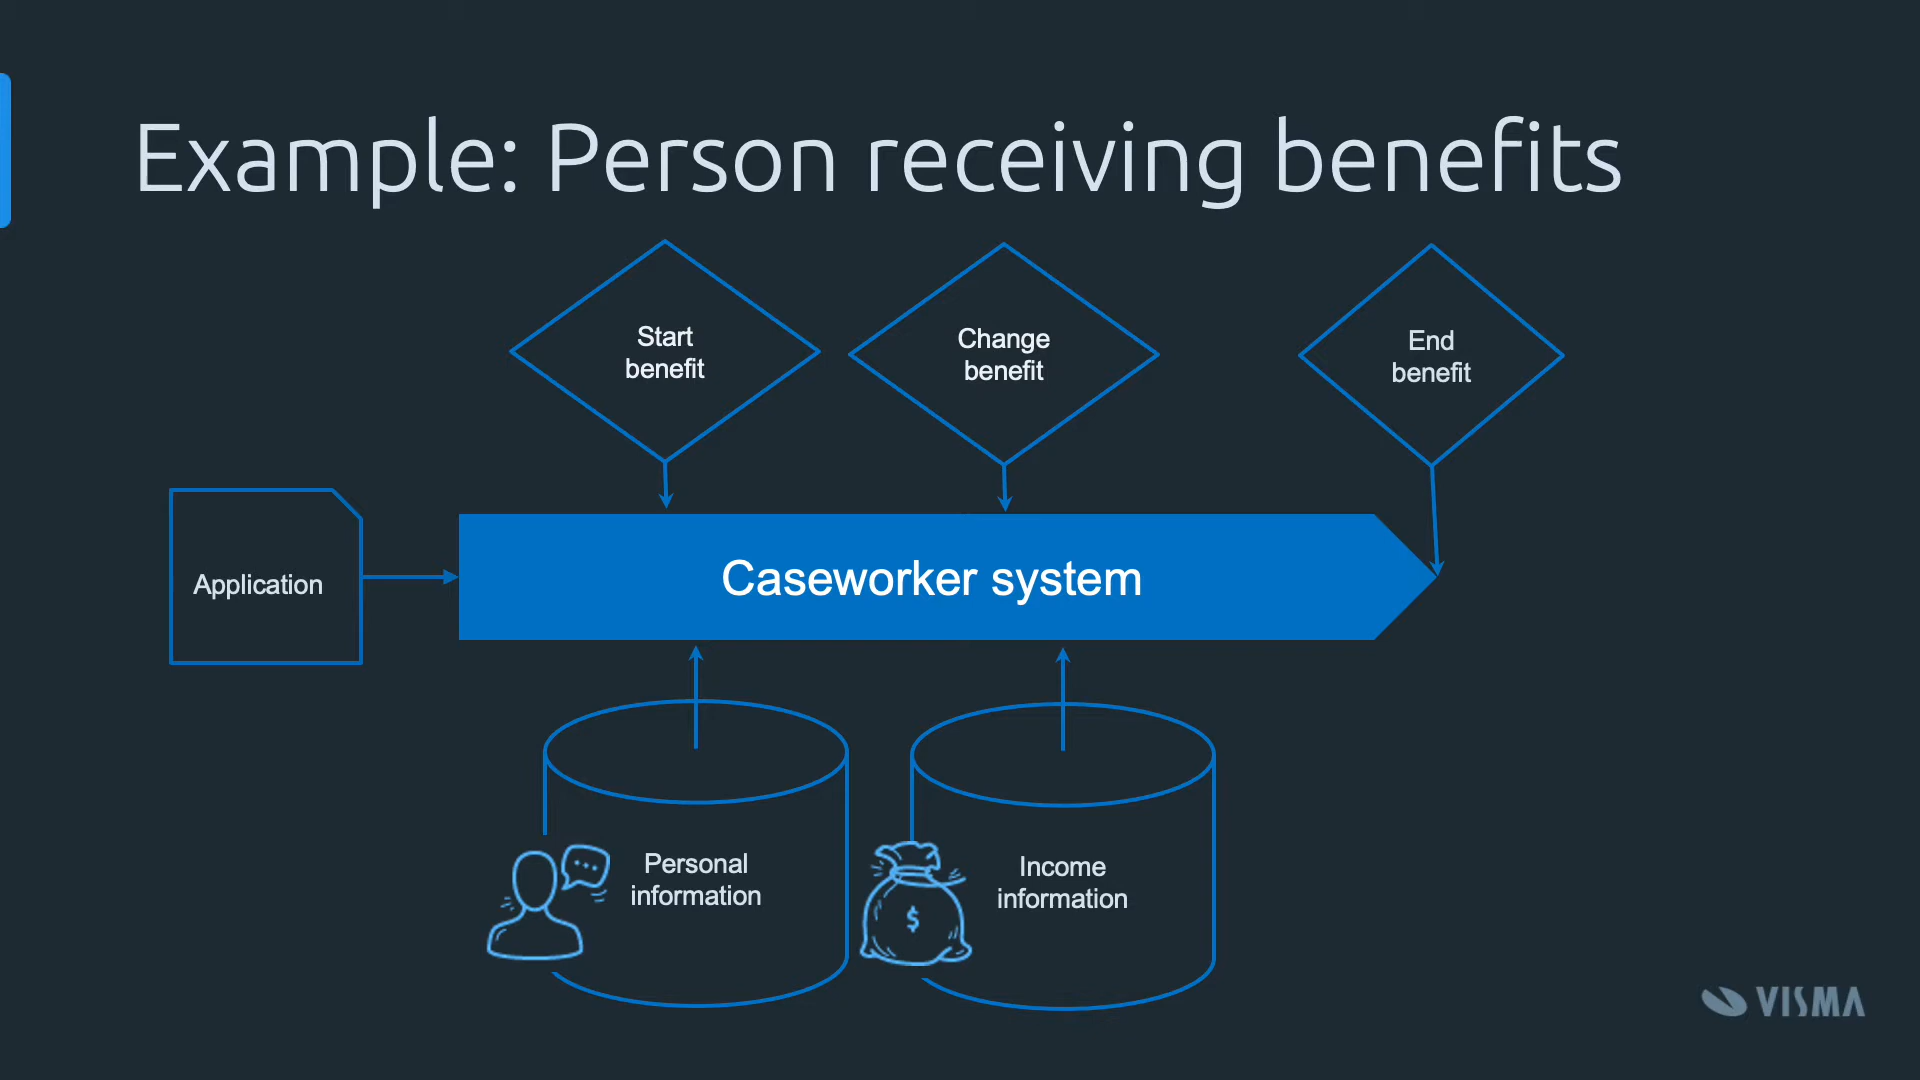 Example: Person receiving benefits
Start
benefit
Change
benefit
End
benefit
Application
Caseworker system
Personal
information
Income
information
$
VISMA